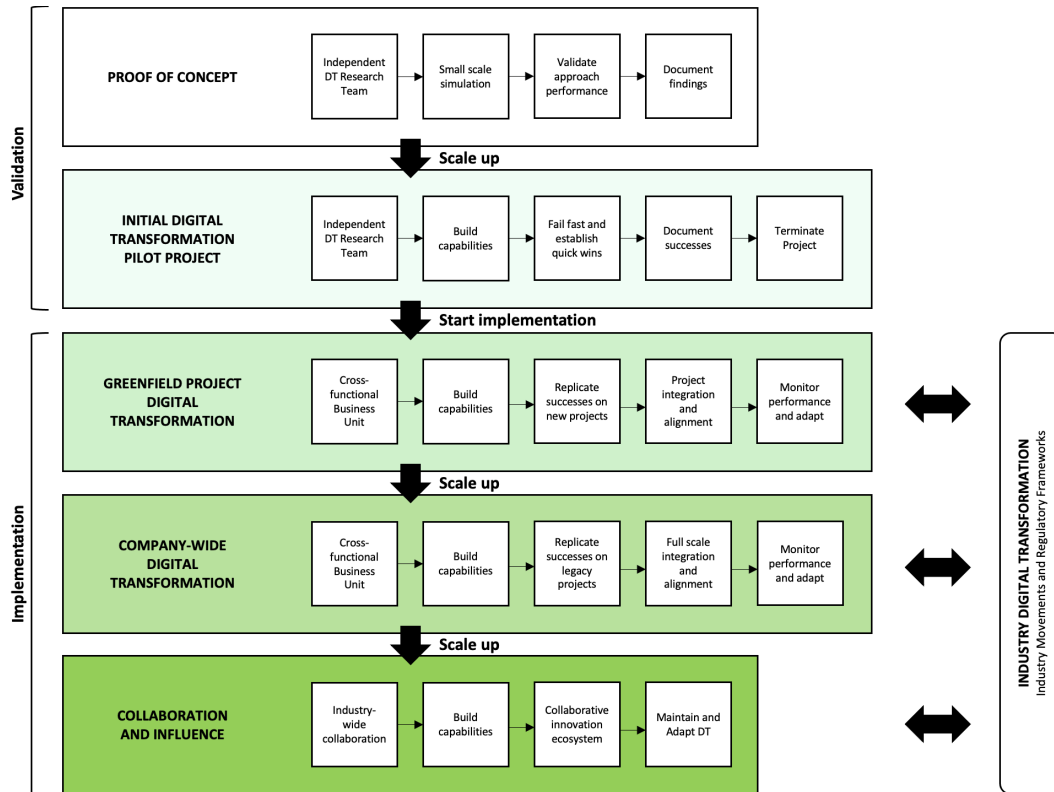 Validation
PROOF OF CONCEPT
Independent
DT Research
Team
Small scale
simulation
Validate
approach
performance
Document
findings
Scale up
INITIAL DIGITAL
TRANSFORMATION
PILOT PROJECT
Independent
DT Research
Team
Build
capabilities
Fail fast and
establish
quick wins
Document
successes
Terminate
Project
Start implementation
Implementation
GREENFIELD PROJECT
DIGITAL
TRANSFORMATION
Cross-
functional
Business
Unit
Build
capabilities
Replicate
successes on
new projects
Project
integration
and
alignment
Monitor
performance
and adapt
Scale up
COMPANY-WIDE
DIGITAL
TRANSFORMATION
Cross-
functional
Business
Unit
Build
capabilities
Replicate
successes on
legacy
projects
Full scale
integration
and
alignment
Monitor
performance
and adapt
Scale up
COLLABORATION
AND INFLUENCE
Industry-
wide
collaboration
Build
capabilities
Collaborative
innovation
ecosystem
Maintain and
Adapt DT
INDUSTRY DIGITAL TRANSFORMATION
Industry Movements and Regulatory Frameworks